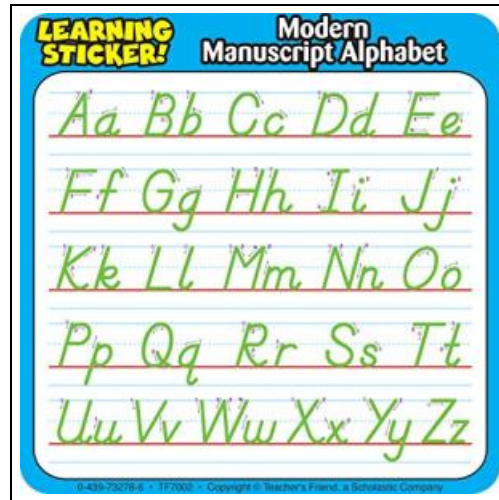 LEARNING STICKER!
Modern Manuscript Alphabet
Aa Bb Cc Dd Ee
Ff Gg Hh Ii Jj
Kk Ll Mm Nn Oo
Pp Qq Rr Ss Tt
Uu Vv Ww Xx Yy Zz
0-439-73278-6 • TF7002 • Copyright © Teacher's Friend, a Scholastic Company